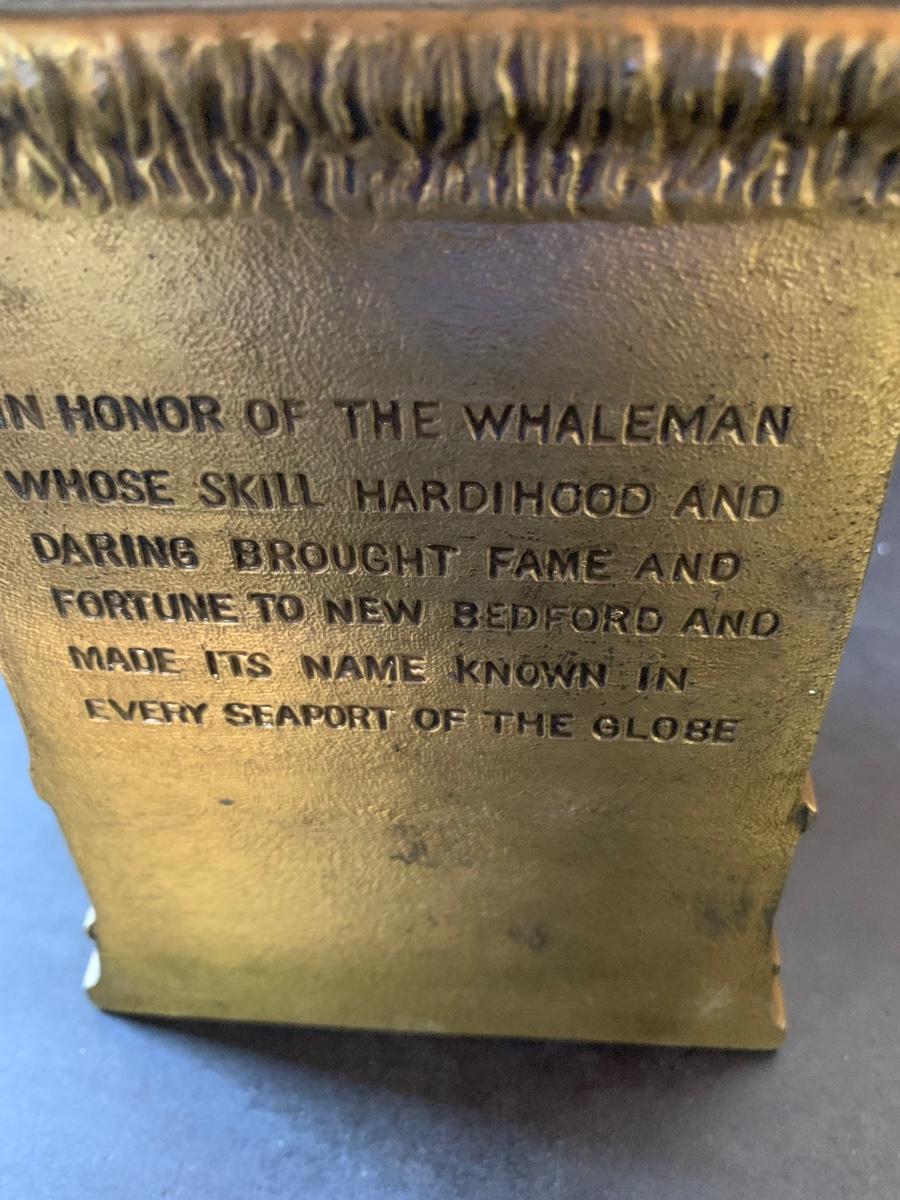 IN HONOR OF THE WHALEMAN
WHOSE SKILL HARDIHOOD AND
DARING BROUGHT FAME AND
FORTUNE TO NEW BEDFORD AND
MADE ITS NAME KNOWN IN
EVERY SEAPORT OF THE GLOBE